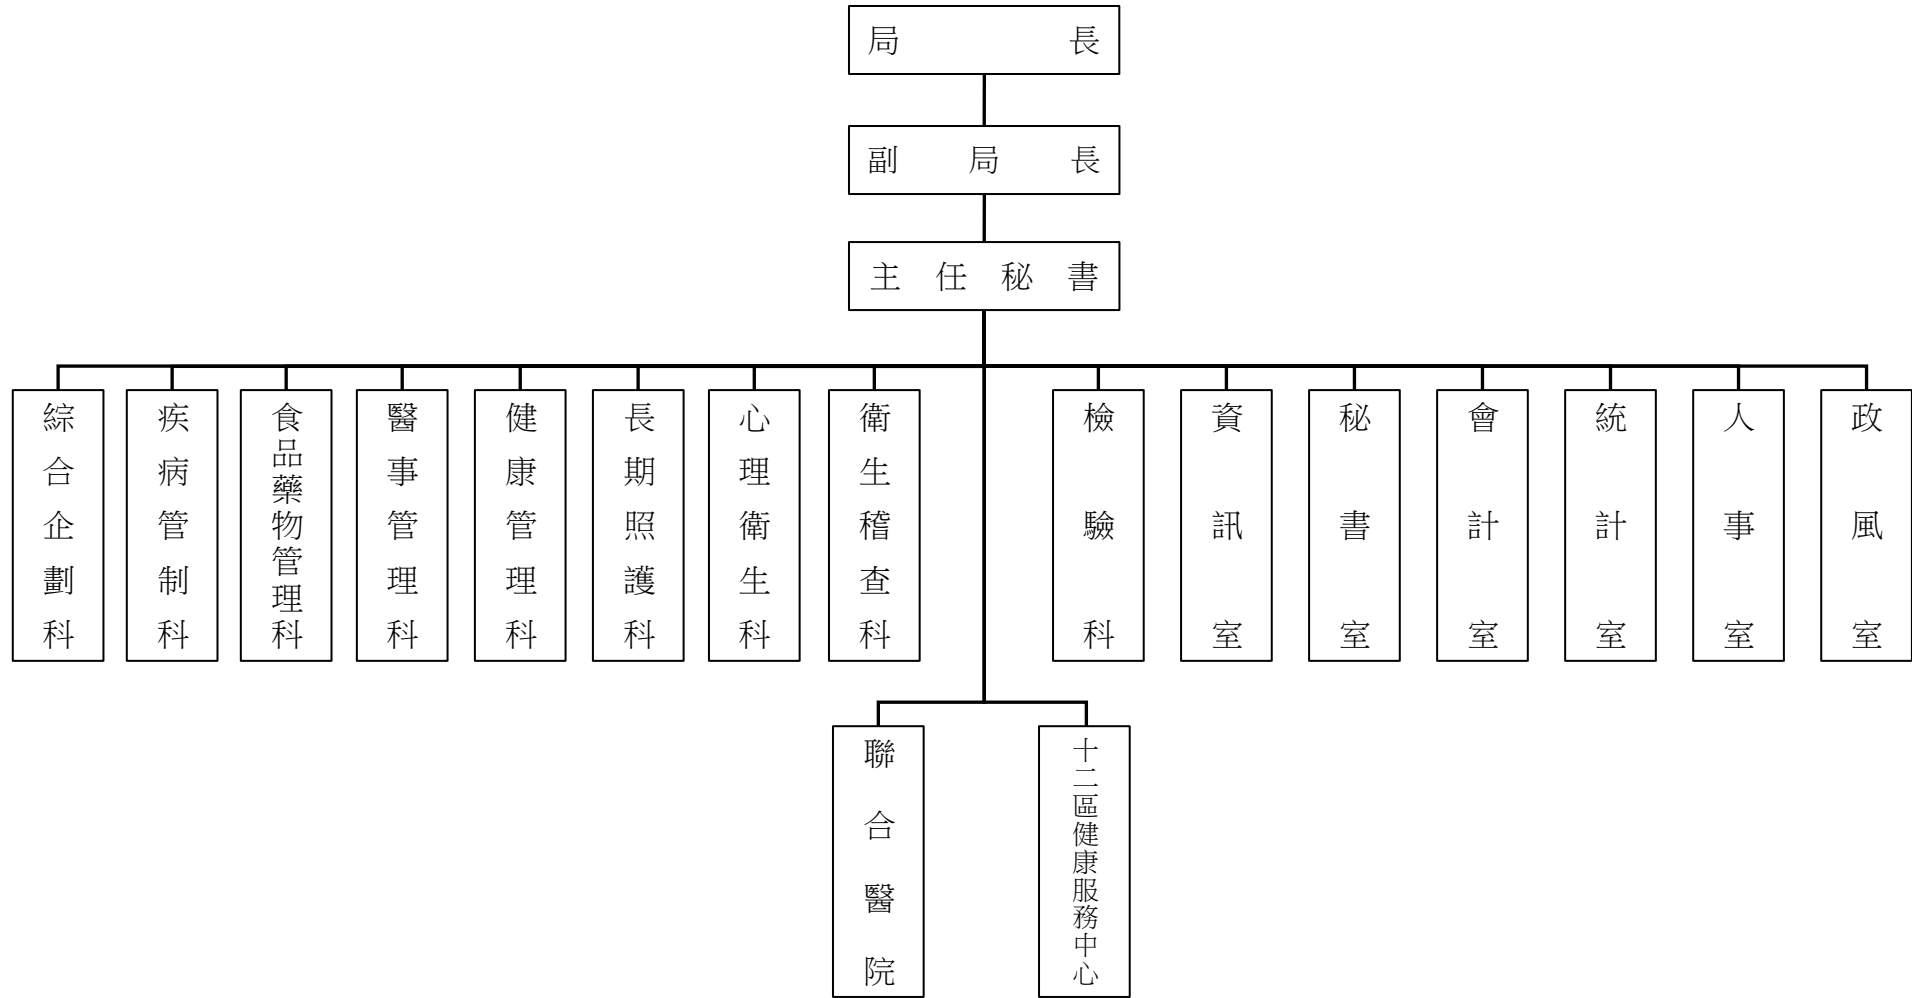 局長
副局長
主任秘書
綜合企劃科
疾病管制科
食品藥物管理科
醫事管理科
健康管理科
長期照護科
心理衛生科
衛生稽查科
檢驗科
資訊室
秘書室
會計室
統計室
人事室
政風室
聯合醫院
十二區健康服務中心